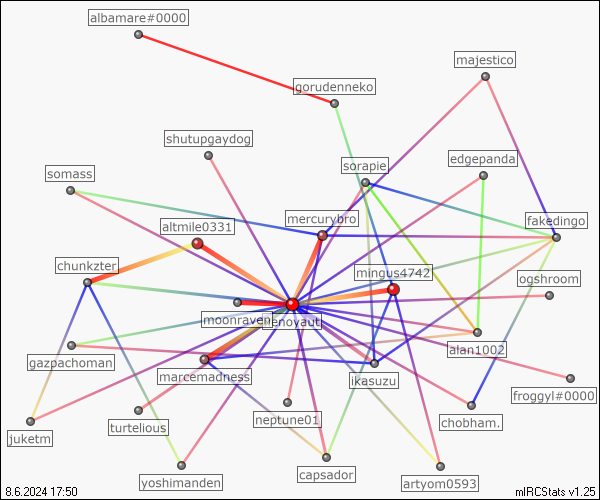 albamare#0000
majestico
gorudenneko
shutupgaydog
edgepanda
sorapie
somass
mercurybro
fakedingo
altmile0331
chunkzter
mingus4742
ogshroom
moonraven
enoyaut
gazpachoman
alan1002
marcemadness
ikasuzu
froggyl#0000
neptune01
chobham.
turtelious
juketm
capsador
yoshimanden
artyom0593
8.6.2024 17:50
mIRCStats v1.25